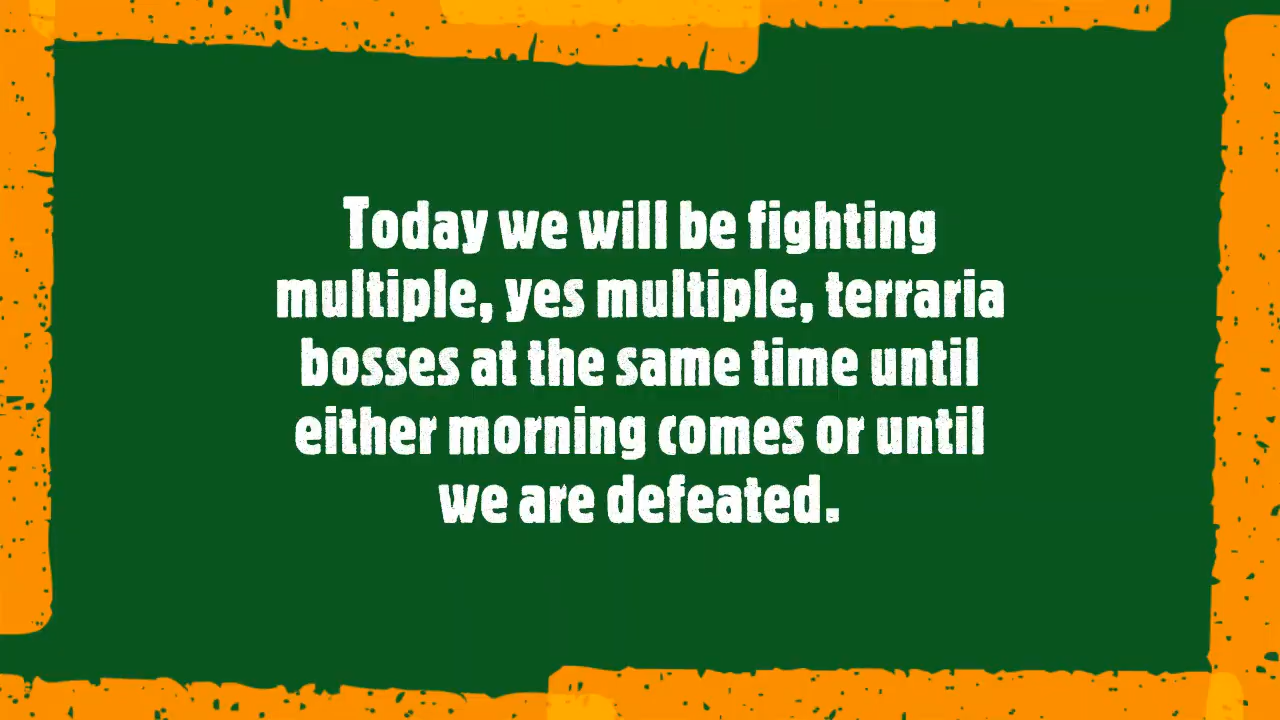 Today we will be fighting
multiple, yes multiple, terraria
bosses at the same time until
either morning comes or until
we are defeated.